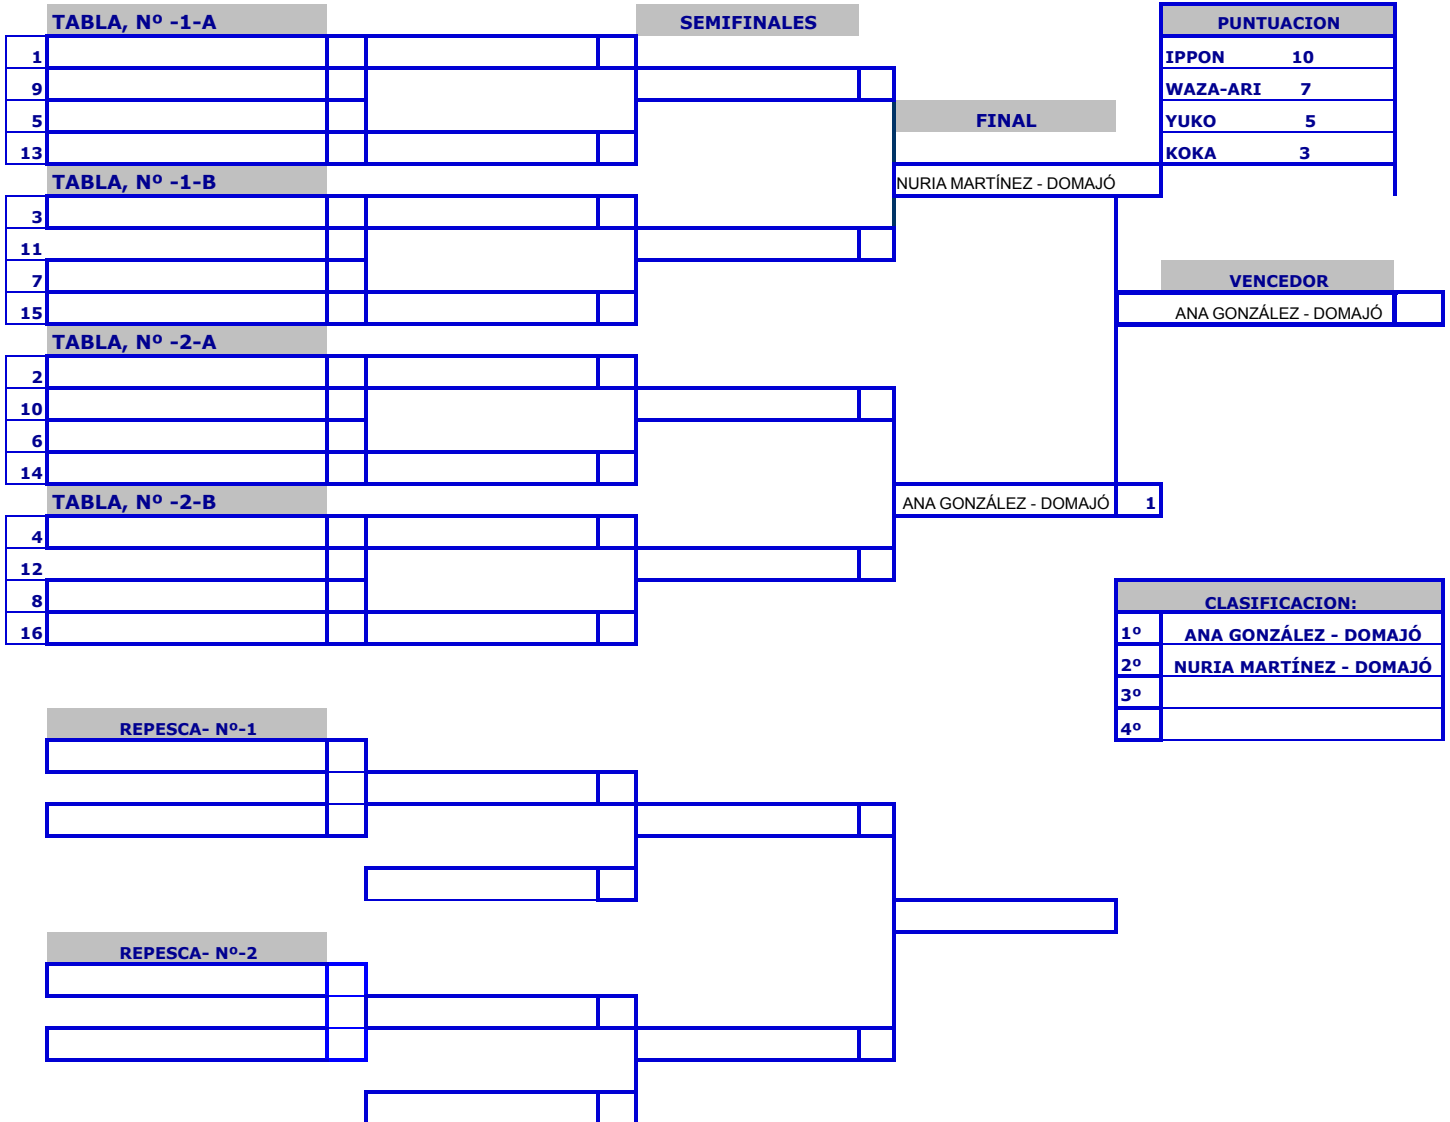 TABLA, Nº -1-A
SEMIFINALES
PUNTUACION
1
IPPON 10
9
WAZA-ARI 7
5
FINAL
YUKO 5
13
KOKA 3
TABLA, Nº -1-B
NURIA MARTÍNEZ - DOMAJÓ
3
11
7
VENCEDOR
15
ANA GONZÁLEZ - DOMAJÓ
TABLA, Nº -2-A
2
10
6
14
TABLA, Nº -2-B
ANA GONZÁLEZ - DOMAJÓ 1
4
12
8
CLASIFICACION:
16
1º ANA GONZÁLEZ - DOMAJÓ
2º NURIA MARTÍNEZ - DOMAJÓ
3º
4º
REPESCA- Nº-1
REPESCA- Nº-2